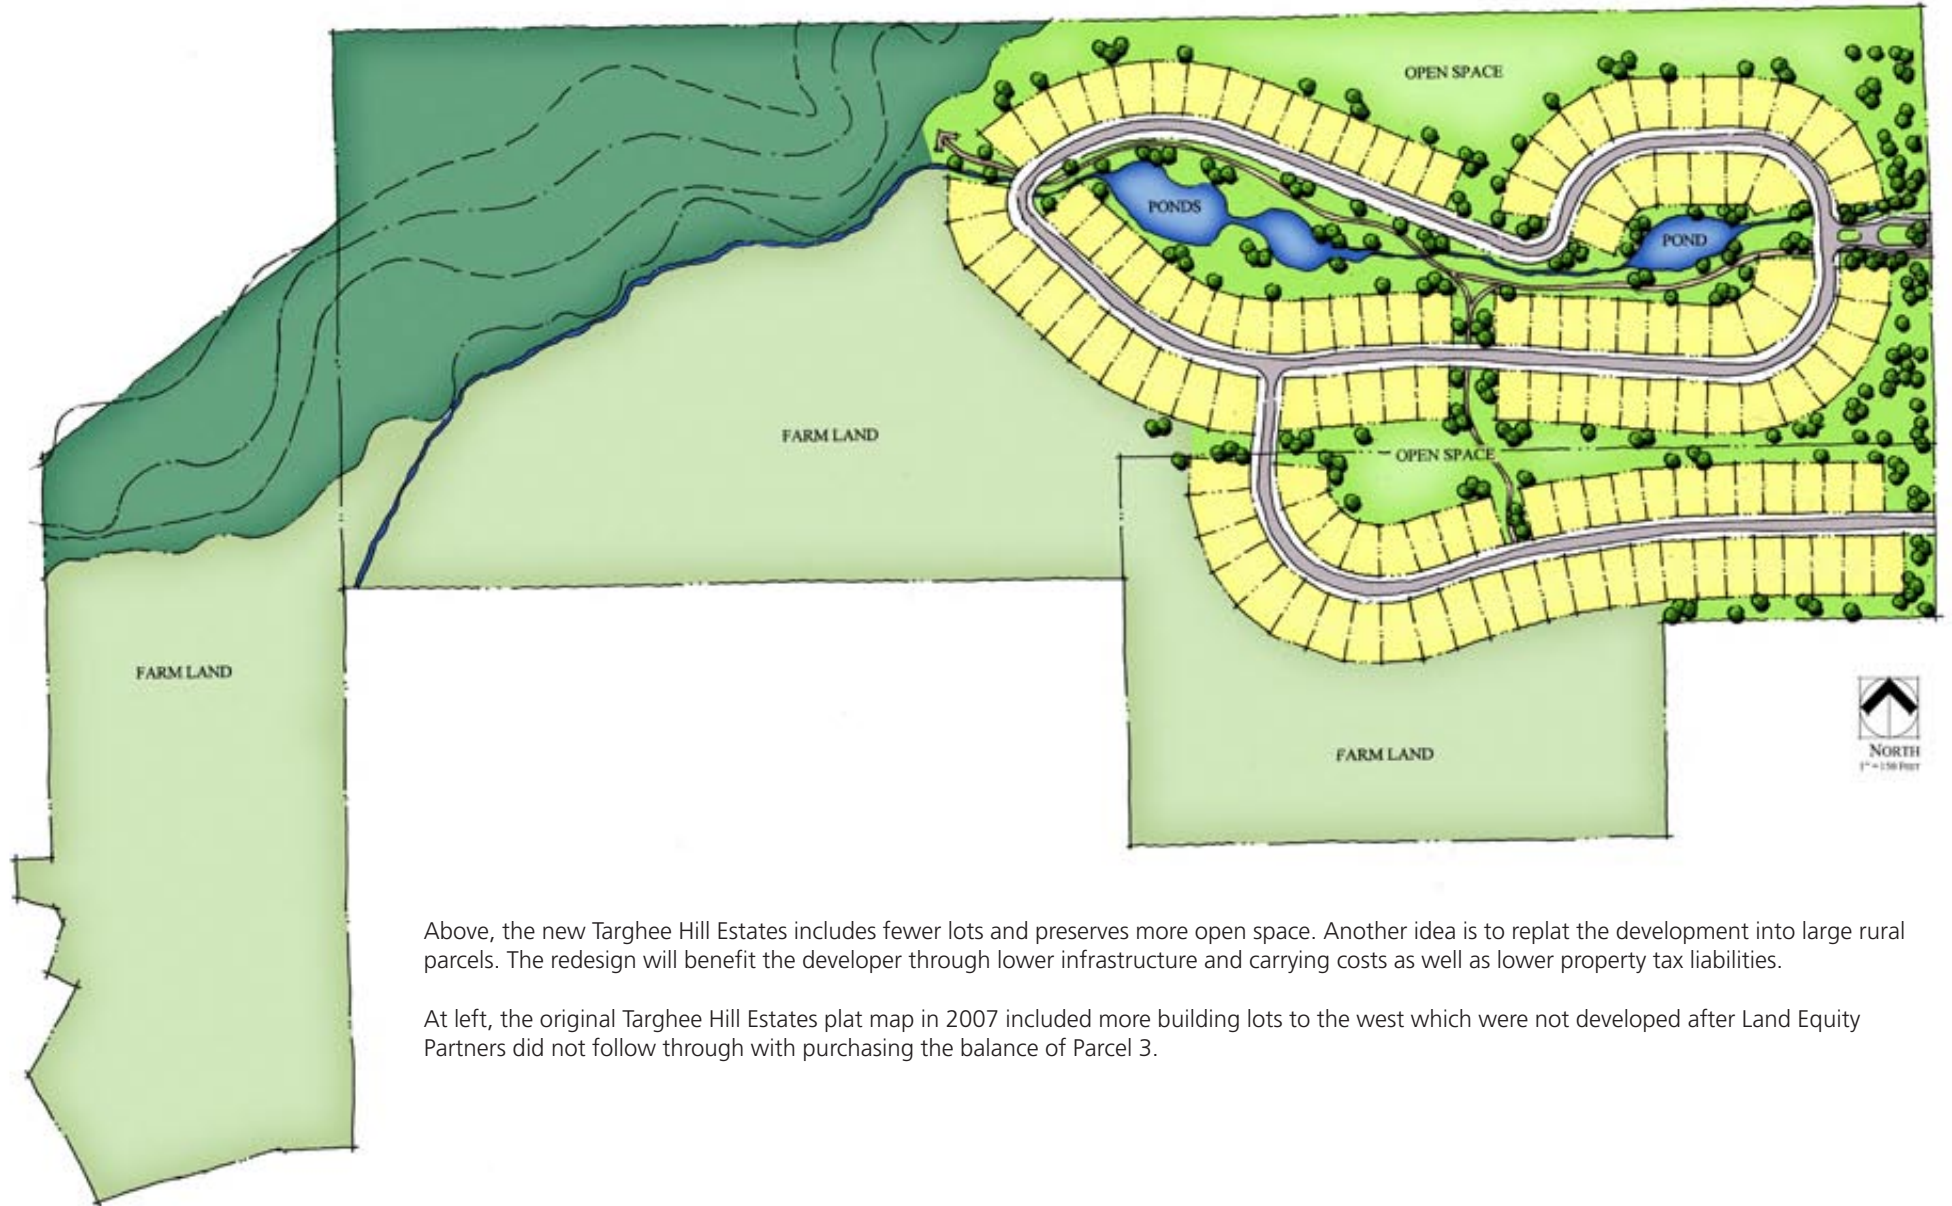 OPEN SPACE
PONDS
POND
FARM LAND
OPEN SPACE
FARM LAND
FARM LAND
NORTH
Above, the new Targhee Hill Estates includes fewer lots and preserves more open space. Another idea is to replat the development into large rural
parcels. The redesign will benefit the developer through lower infrastructure and carrying costs as well as lower property tax liabilities.
At left, the original Targhee Hill Estates plat map in 2007 included more building lots to the west which were not developed after Land Equity
Partners did not follow through with purchasing the balance of Parcel 3.